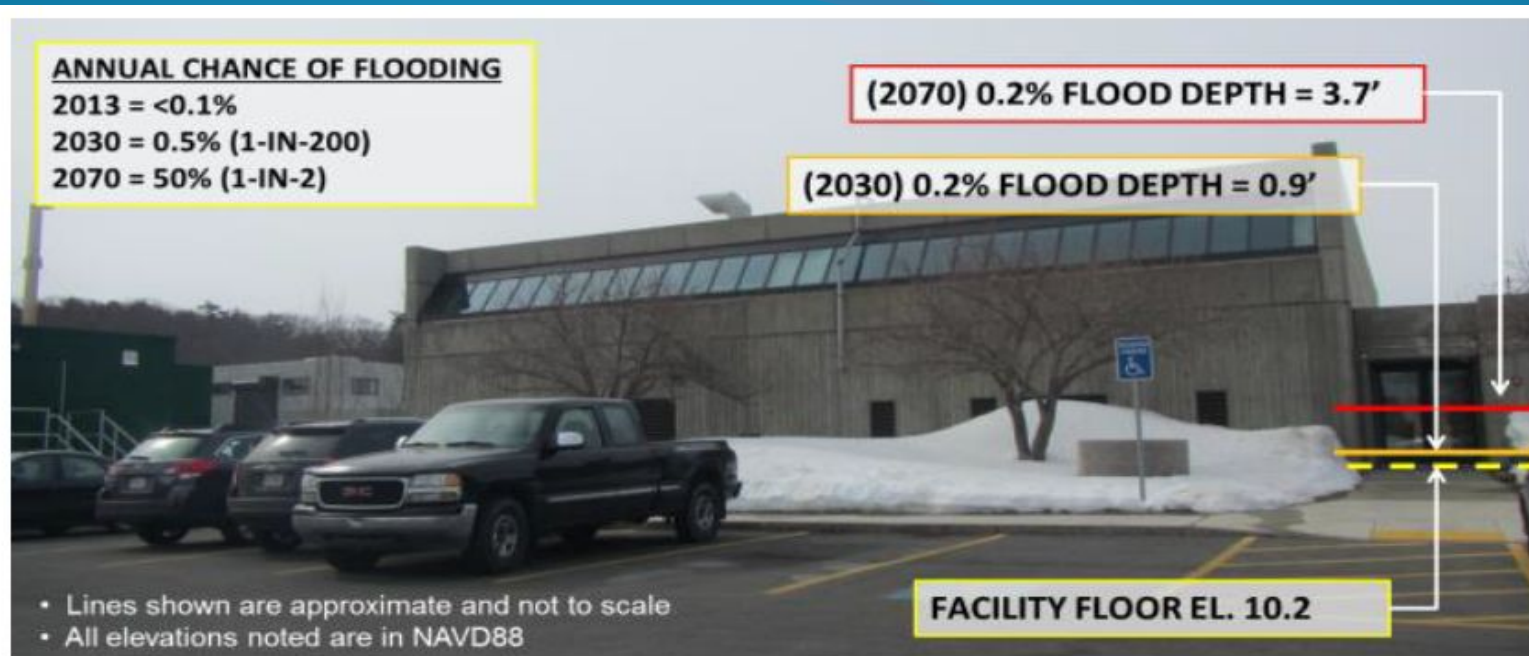 ANNUAL CHANCE OF FLOODING
2013 = <0.1%
2030 = 0.5% (1-IN-200)
2070 = 50% (1-IN-2)
(2070) 0.2% FLOOD DEPTH = 3.7’
(2030) 0.2% FLOOD DEPTH = 0.9’
FACILITY FLOOR EL. 10.2
• Lines shown are approximate and not to scale
• All elevations noted are in NAVD88